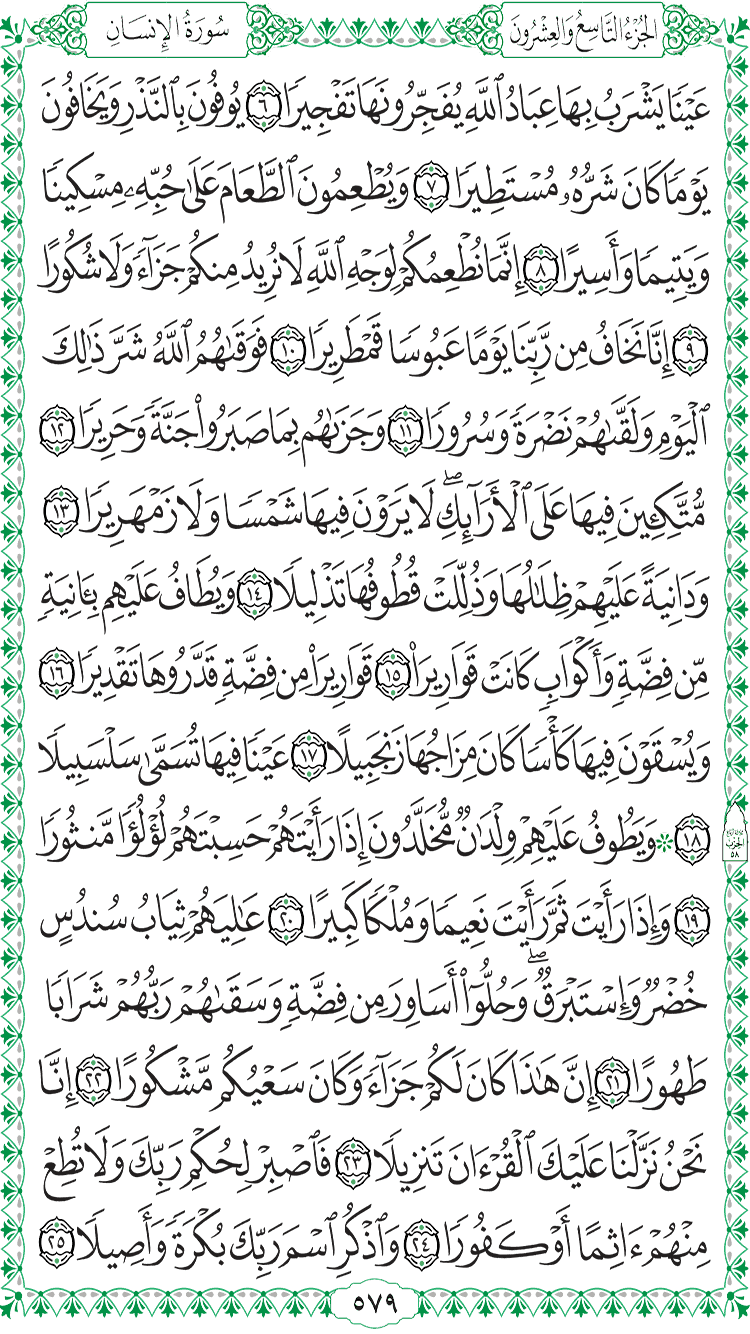 الجُزْءُ التَّاسِعُ وَالعِشْرُونَ
سُورَةُ الإِنسَانِ
عَيْنٗا يَشْرَبُ بِهَا عِبَادُ ٱللَّهِ يُفَجِّرُونَهَا تَفْجِيرٗا ٦ يُوفُونَ بِٱلنَّذْرِ وَيَخَافُونَ
يَوْمٗا كَانَ شَرُّهُۥ مُسْتَطِيرٗا ٧ وَيُطْعِمُونَ ٱلطَّعَامَ عَلَىٰ حُبِّهِۦ مِسْكِينٗا
وَيَتِيمٗا وَأَسِيرًا ٨ إِنَّمَا نُطْعِمُكُمْ لِوَجْهِ ٱللَّهِ لَا نُرِيدُ مِنكُمْ جَزَآءٗ وَلَا شُكُورًا
٩ إِنَّا نَخَافُ مِن رَّبِّنَا يَوْمًا عَبُوسٗا قَمْطَرِيرٗا ١٠ فَوَقَىٰهُمُ ٱللَّهُ شَرَّ ذَٰلِكَ
ٱلْيَوْمِ وَلَقَّىٰهُمْ نَضْرَةٗ وَسُرُورٗا ١١ وَجَزَىٰهُم بِمَا صَبَرُواْ جَنَّةٗ وَحَرِيرٗا ١٢
مُّتَّكِـِٔينَ فِيهَا عَلَى ٱلْأَرَآئِكِۖ لَا يَرَوْنَ فِيهَا شَمْسٗا وَلَا زَمْهَرِيرٗا ١٣
وَدَانِيَةً عَلَيْهِمْ ظِلَٰلُهَا وَذُلِّلَتْ قُطُوفُهَا تَذْلِيلٗا ١٤ وَيُطَافُ عَلَيْهِم بِـَٔانِيَةٖ
مِّن فِضَّةٖ وَأَكْوَابٖ كَانَتْ قَوَارِيرَا۠ ١٥ قَوَارِيرَاْ مِن فِضَّةٖ قَدَّرُوهَا تَقْدِيرٗا ١٦
وَيُسْقَوْنَ فِيهَا كَأْسٗا كَانَ مِزَاجُهَا زَنجَبِيلًا ١٧ عَيْنٗا فِيهَا تُسَمَّىٰ سَلْسَبِيلٗا
١٨ * وَيَطُوفُ عَلَيْهِمْ وِلْدَٰنٞ مُّخَلَّدُونَ إِذَا رَأَيْتَهُمْ حَسِبْتَهُمْ لُؤْلُؤٗا مَّنثُورٗا
الحِزْبُ
٥٨
١٩ وَإِذَا رَأَيْتَ ثَمَّ رَأَيْتَ نَعِيمٗا وَمُلْكٗا كَبِيرًا ٢٠ عَٰلِيَهُمْ ثِيَابُ سُندُسٍ
خُضْرٞ وَإِسْتَبْرَقٞۖ وَحُلُّوٓاْ أَسَاوِرَ مِن فِضَّةٖ وَسَقَىٰهُمْ رَبُّهُمْ شَرَابٗا
طَهُورًا ٢١ إِنَّ هَٰذَا كَانَ لَكُمْ جَزَآءٗ وَكَانَ سَعْيُكُم مَّشْكُورًا ٢٢ إِنَّا
نَحْنُ نَزَّلْنَا عَلَيْكَ ٱلْقُرْءَانَ تَنزِيلٗا ٢٣ فَٱصْبِرْ لِحُكْمِ رَبِّكَ وَلَا تُطِعْ
مِنْهُمْ ءَاثِمًا أَوْ كَفُورٗا ٢٤ وَٱذْكُرِ ٱسْمَ رَبِّكَ بُكْرَةٗ وَأَصِيلٗا ٢٥
٥٧٩